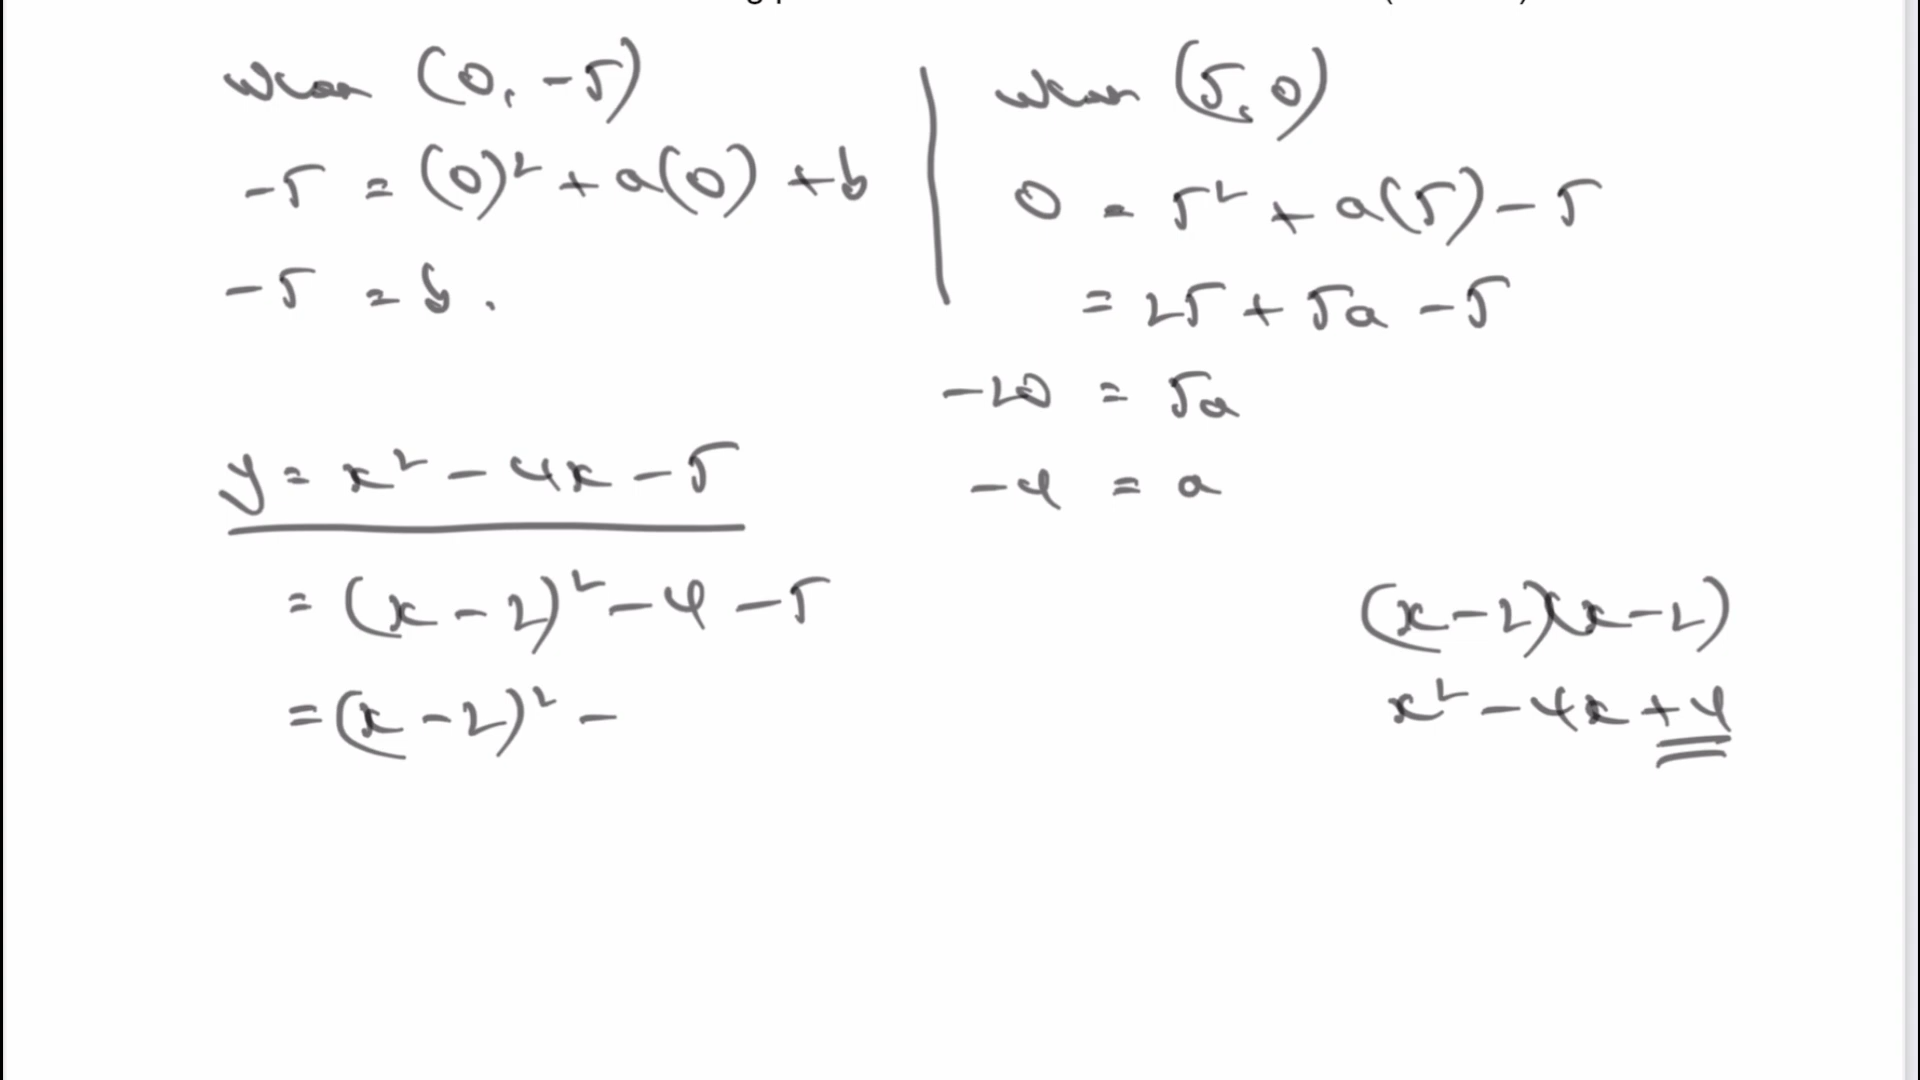 when (0, -5)
-5 = (0)² + a(0) + b
-5 = b .
when (5, 0)
0 = 5² + a(5) - 5
= 25 + 5a - 5
-20 = 5a
-4 = a
y = x² - 4x - 5
= (x - 2)² - 4 - 5
= (x - 2)² -
(x - 2)(x - 2)
x² - 4x + 4